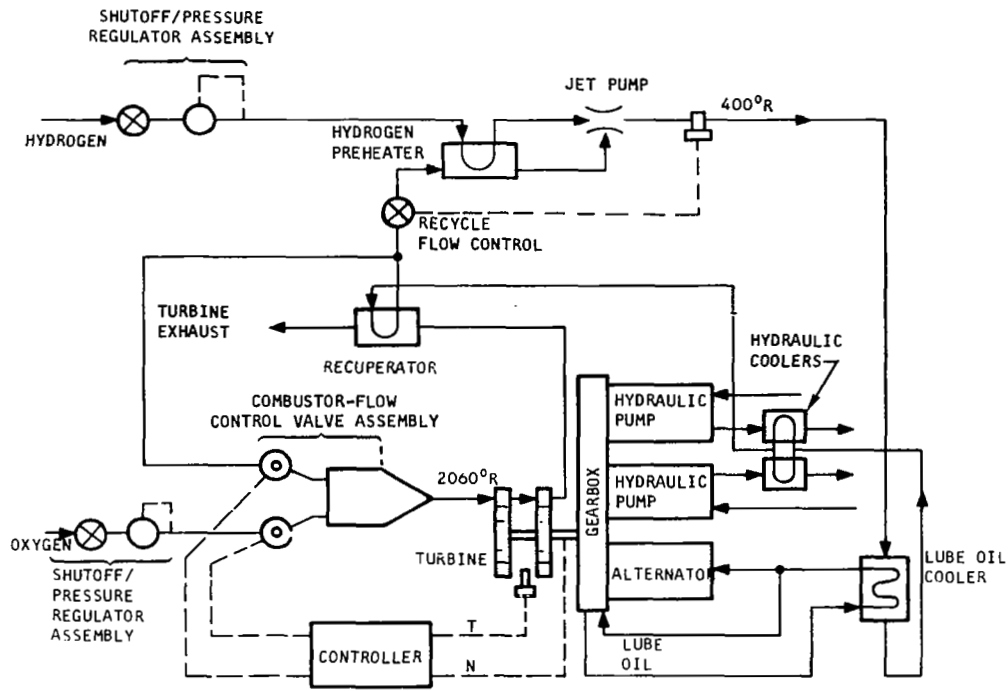 SHUTOFF/PRESSURE
REGULATOR ASSEMBLY
HYDROGEN
HYDROGEN
PREHEATER
JET PUMP
400°R
RECYCLE
FLOW CONTROL
TURBINE
EXHAUST
RECUPERATOR
HYDRAULIC
COOLERS
COMBUSTOR-FLOW
CONTROL VALVE ASSEMBLY
2060°R
GEARBOX
HYDRAULIC
PUMP
HYDRAULIC
PUMP
ALTERNATOR
OXYGEN
SHUTOFF/
PRESSURE
REGULATOR
ASSEMBLY
TURBINE
LUBE OIL
COOLER
LUBE
OIL
CONTROLLER
T
N